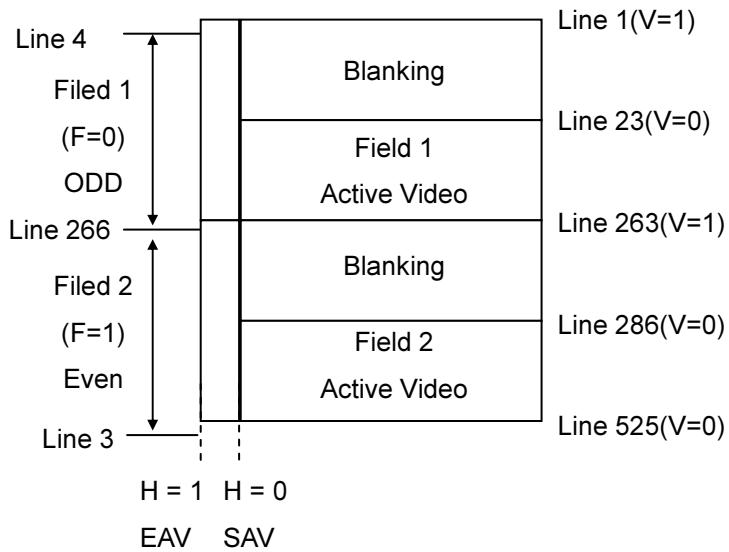 Line 4
Filed 1
(F=0)
ODD
Line 266
Filed 2
(F=1)
Even
Line 3
Blanking
Field 1
Active Video
Blanking
Field 2
Active Video
Line 1(V=1)
Line 23(V=0)
Line 263(V=1)
Line 286(V=0)
Line 525(V=0)
H = 1 H = 0
EAV SAV